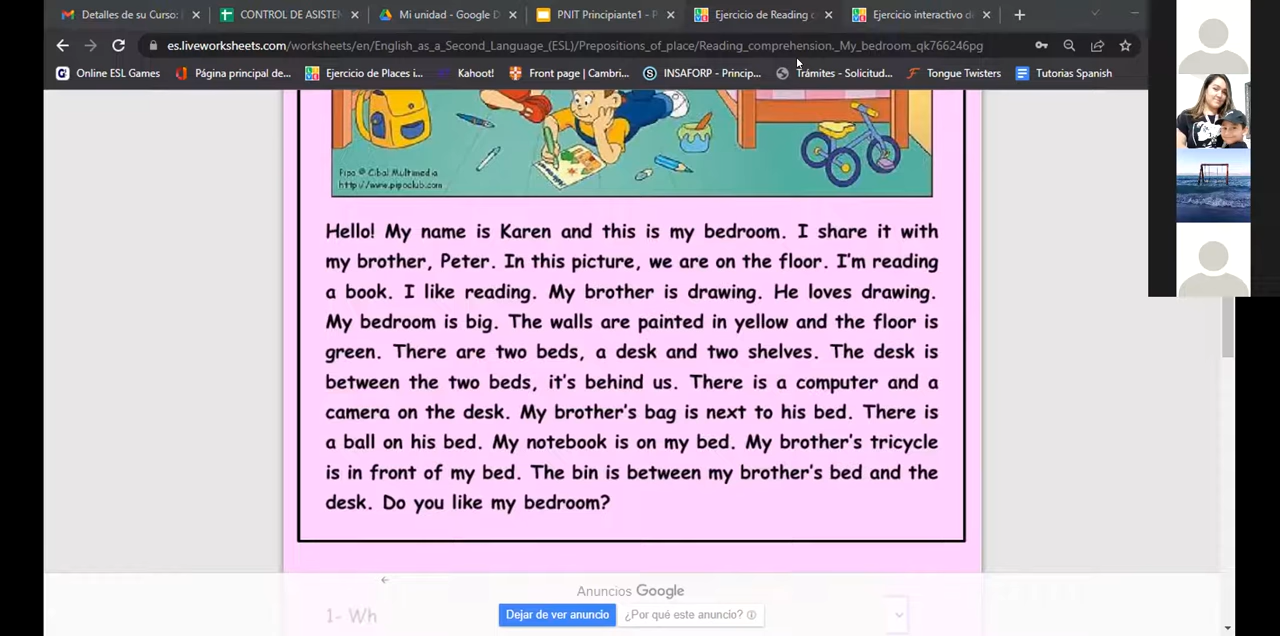 Detalles de su Curso:
CONTROL DE ASISTEN
Mi unidad - Google D
PNIT Principiante1 - P
Ejercicio de Reading c
Ejercicio interactivo d
es.liveworksheets.com/worksheets/en/English_as_a_Second_Language_(ESL)/Prepositions_of_place/Reading_comprehension._My_bedroom_qk766246pg
Online ESL Games
Página principal de...
Ejercicio de Places i...
Kahoot!
Front page | Cambri...
INSAFORP - Princip...
Trámites - Solicitud...
Tongue Twisters
Tutorias Spanish
Pipo @ Cibal Multimedia
http://www.pipoclub.com
Hello! My name is Karen and this is my bedroom. I share it with
my brother, Peter. In this picture, we are on the floor. I'm reading
a book. I like reading. My brother is drawing. He loves drawing.
My bedroom is big. The walls are painted in yellow and the floor is
green. There are two beds, a desk and two shelves. The desk is
between the two beds, it's behind us. There is a computer and a
camera on the desk. My brother's bag is next to his bed. There is
a ball on his bed. My notebook is on my bed. My brother's tricycle
is in front of my bed. The bin is between my brother's bed and the
desk. Do you like my bedroom?
Anuncios Google
Dejar de ver anuncio
¿Por qué este anuncio?
1- Wh